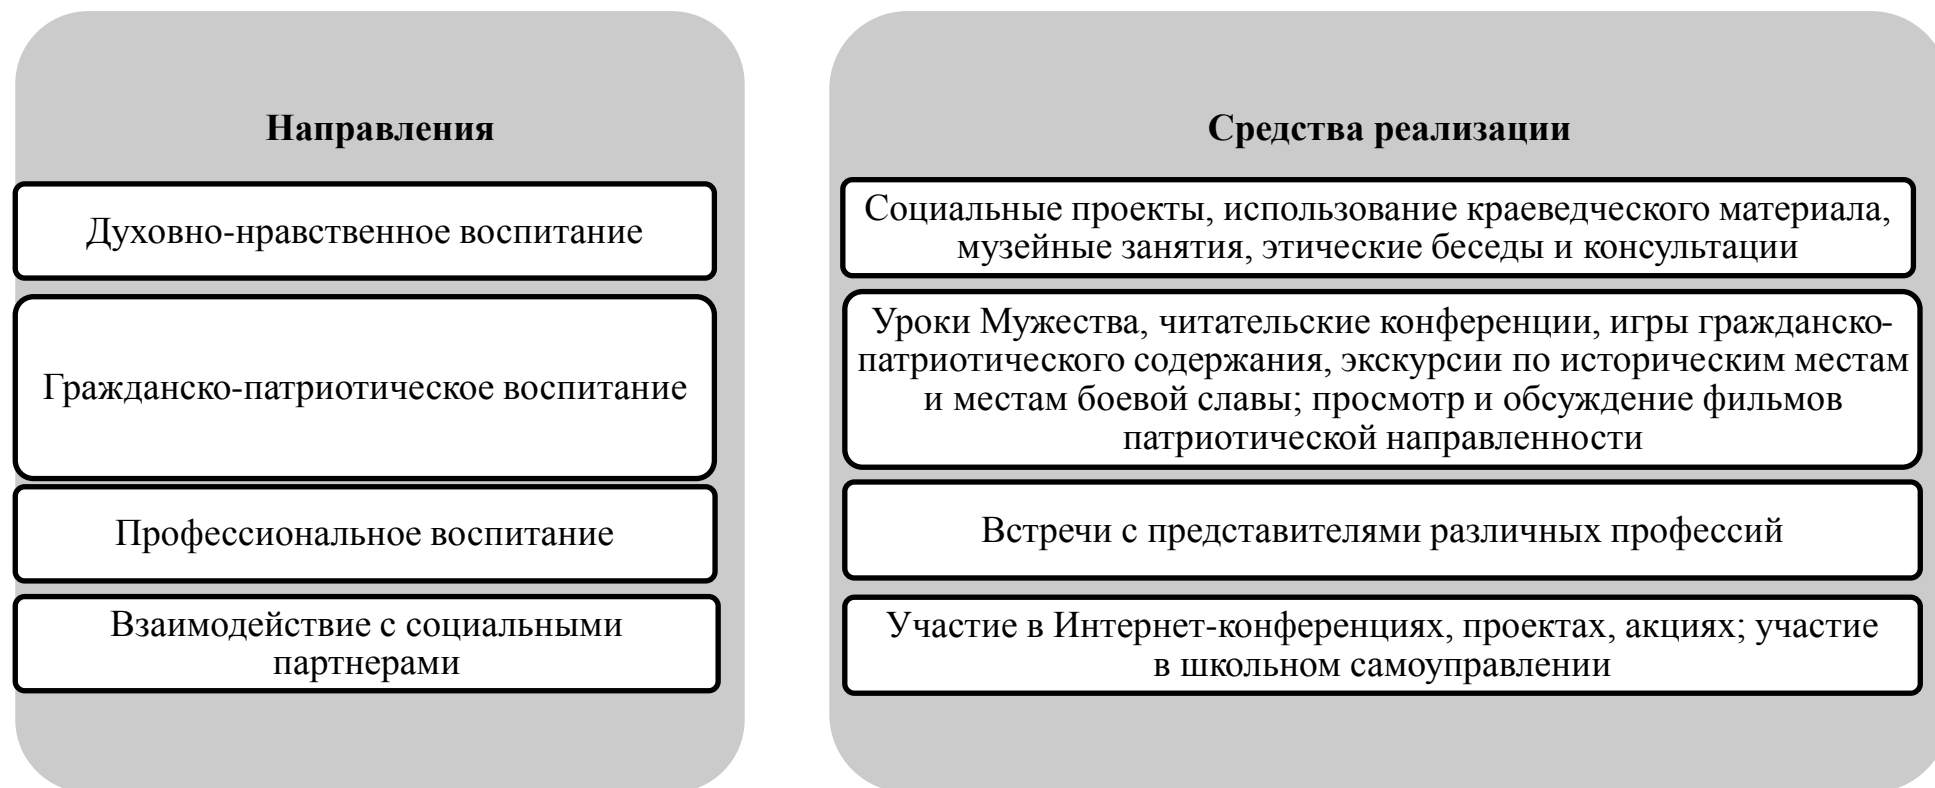 Направления
Духовно-нравственное воспитание
Гражданско-патриотическое воспитание
Профессиональное воспитание
Взаимодействие с социальными
партнерами
Средства реализации
Социальные проекты, использование краеведческого материала,
музейные занятия, этические беседы и консультации
Уроки Мужества, читательские конференции, игры гражданско-
патриотического содержания, экскурсии по историческим местам
и местам боевой славы; просмотр и обсуждение фильмов
патриотической направленности
Встречи с представителями различных профессий
Участие в Интернет-конференциях, проектах, акциях; участие
в школьном самоуправлении